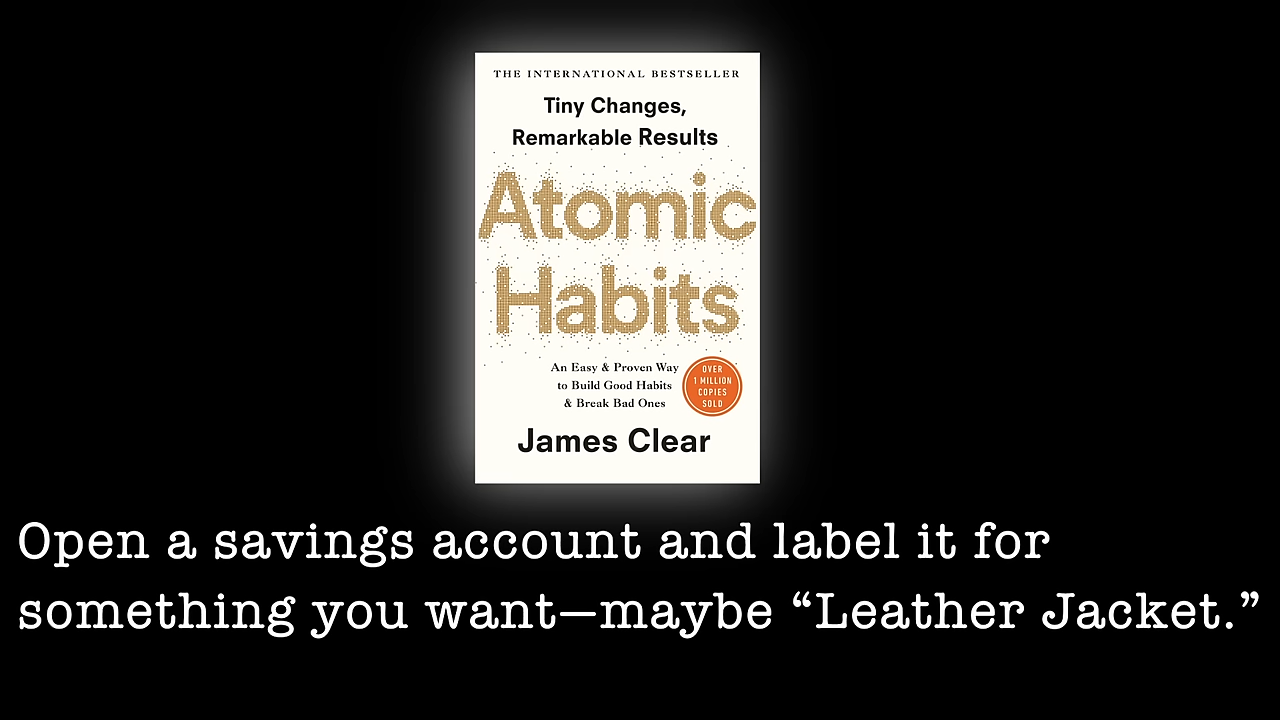 THE INTERNATIONAL BESTSELLER
Tiny Changes,
Remarkable Results
Atomic
Habits
An Easy & Proven Way
to Build Good Habits
& Break Bad Ones
OVER
1 MILLION
COPIES
SOLD
James Clear
Open a savings account and label it for
something you want—maybe “Leather Jacket.”